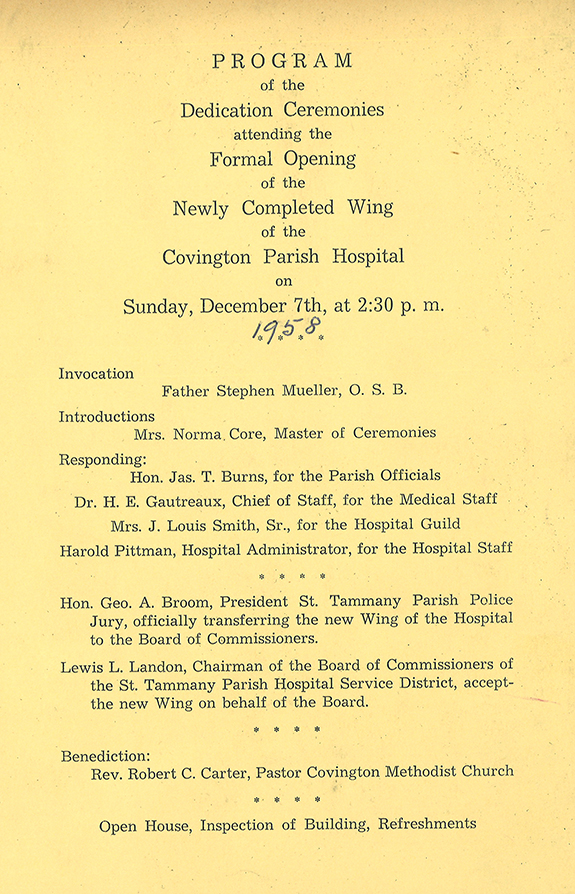 PROGRAM
of the
Dedication Ceremonies
attending the
Formal Opening
of the
Newly Completed Wing
of the
Covington Parish Hospital
on
Sunday, December 7th, at 2:30 p. m.
1958
* * * *
Invocation
Father Stephen Mueller, O. S. B.
Introductions
Mrs. Norma Core, Master of Ceremonies
Responding:
Hon. Jas. T. Burns, for the Parish Officials
Dr. H. E. Gautreaux, Chief of Staff, for the Medical Staff
Mrs. J. Louis Smith, Sr., for the Hospital Guild
Harold Pittman, Hospital Administrator, for the Hospital Staff
* * * *
Hon. Geo. A. Broom, President St. Tammany Parish Police
Jury, officially transferring the new Wing of the Hospital
to the Board of Commissioners.
Lewis L. Landon, Chairman of the Board of Commissioners of
the St. Tammany Parish Hospital Service District, accept-
the new Wing on behalf of the Board.
* * * *
Benediction:
Rev. Robert C. Carter, Pastor Covington Methodist Church
* * * *
Open House, Inspection of Building, Refreshments